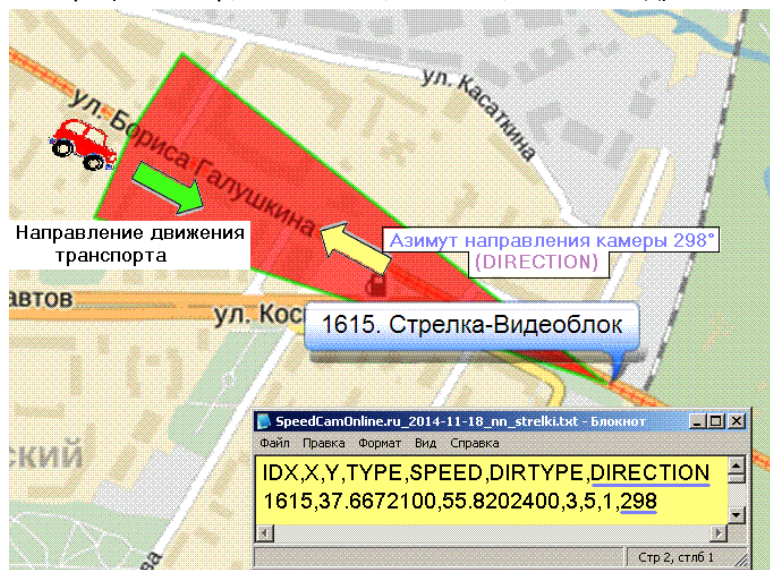 ул. Касаткина
ул. Бориса Галушкина
Направление движения
транспорта
Азимут направления камеры 298°
(DIRECTION)
автов
ул. Кос
1615. Стрелка-Видеоблок
ский
ва
SpeedCamOnline.ru_2014-11-18_nn_strelki.txt - Блокнот
Файл Правка Формат Вид Справка
IDX,X,Y,TYPE,SPEED,DIRTYPE,DIRECTION
1615,37.6672100,55.8202400,3,5,1,298
Стр 2, стлб 1